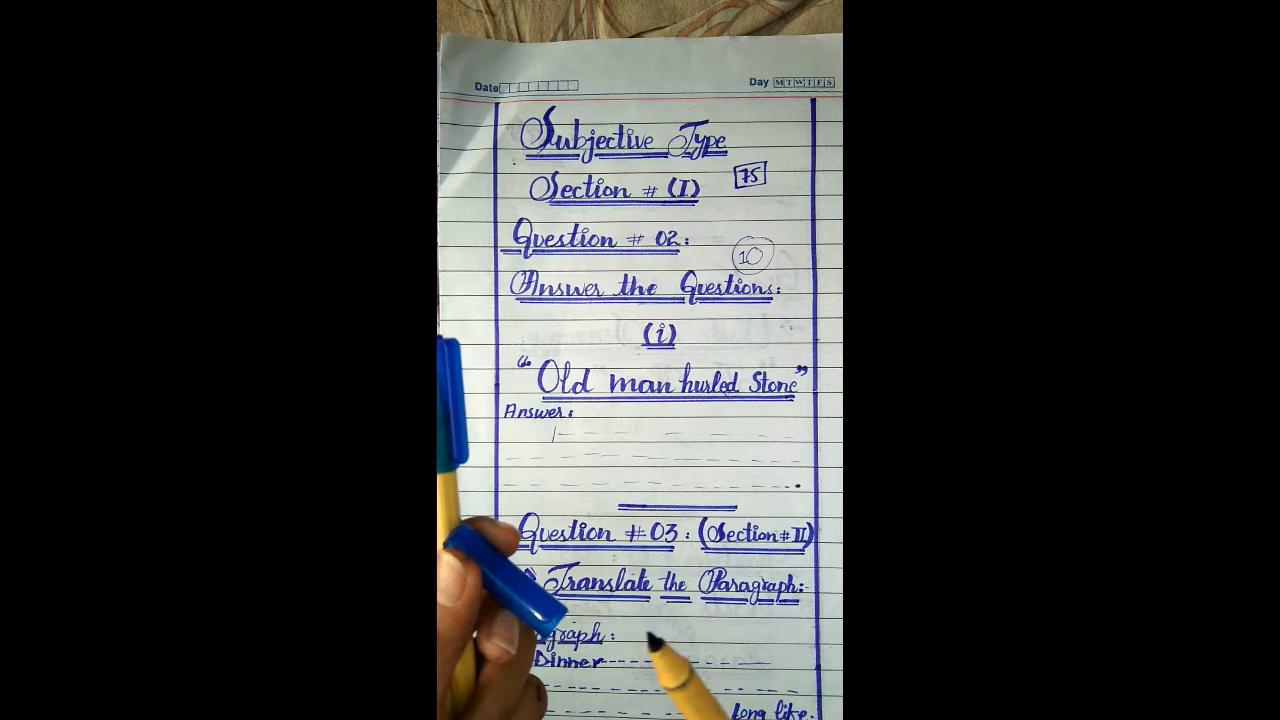 Date Day M T W T F S
Subjective Type
Section # (I) 75
Question # 02:
10
Answer the Questions:
(i)
"Old man hurled Stone"
Answer:
Question #03: (Section # II)
Translate the Paragraph:-
Dinner
Long like.